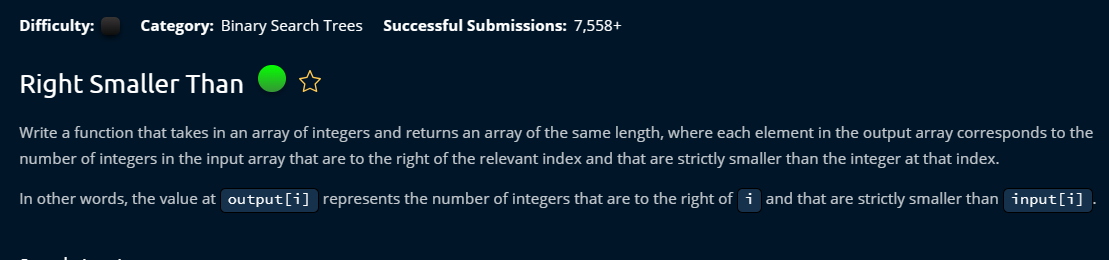 Difficulty: Category: Binary Search Trees Successful Submissions: 7,558+
Right Smaller Than
Write a function that takes in an array of integers and returns an array of the same length, where each element in the output array corresponds to the
number of integers in the input array that are to the right of the relevant index and that are strictly smaller than the integer at that index.
In other words, the value at output[i] represents the number of integers that are to the right of i and that are strictly smaller than input[i].